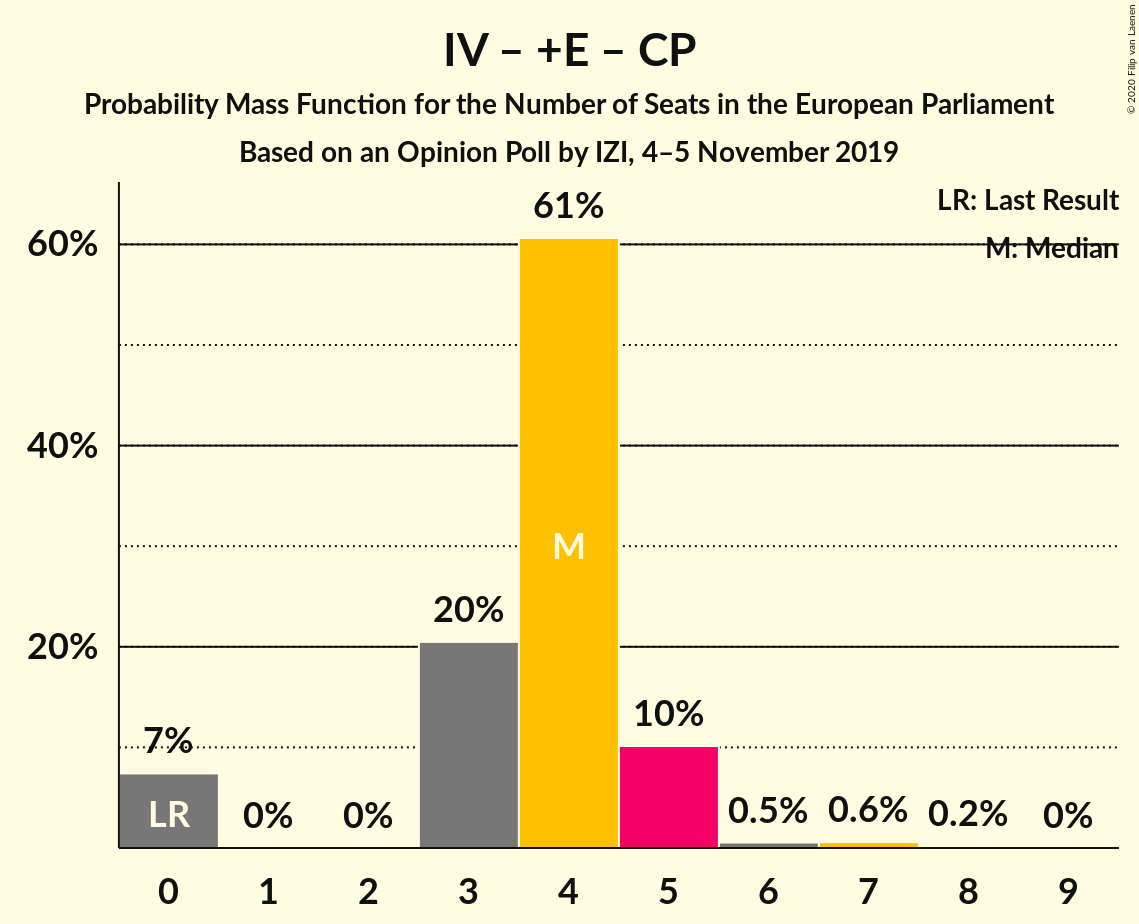 IV – +E – CP
Probability Mass Function for the Number of Seats in the European Parliament
Based on an Opinion Poll by IZI, 4–5 November 2019
© 2020 Filip van Laenen
LR: Last Result
M: Median
60%
40%
20%
7%
0%
0%
20%
61%
10%
0.5%
0.6%
0.2%
0%
LR
M
0 1 2 3 4 5 6 7 8 9